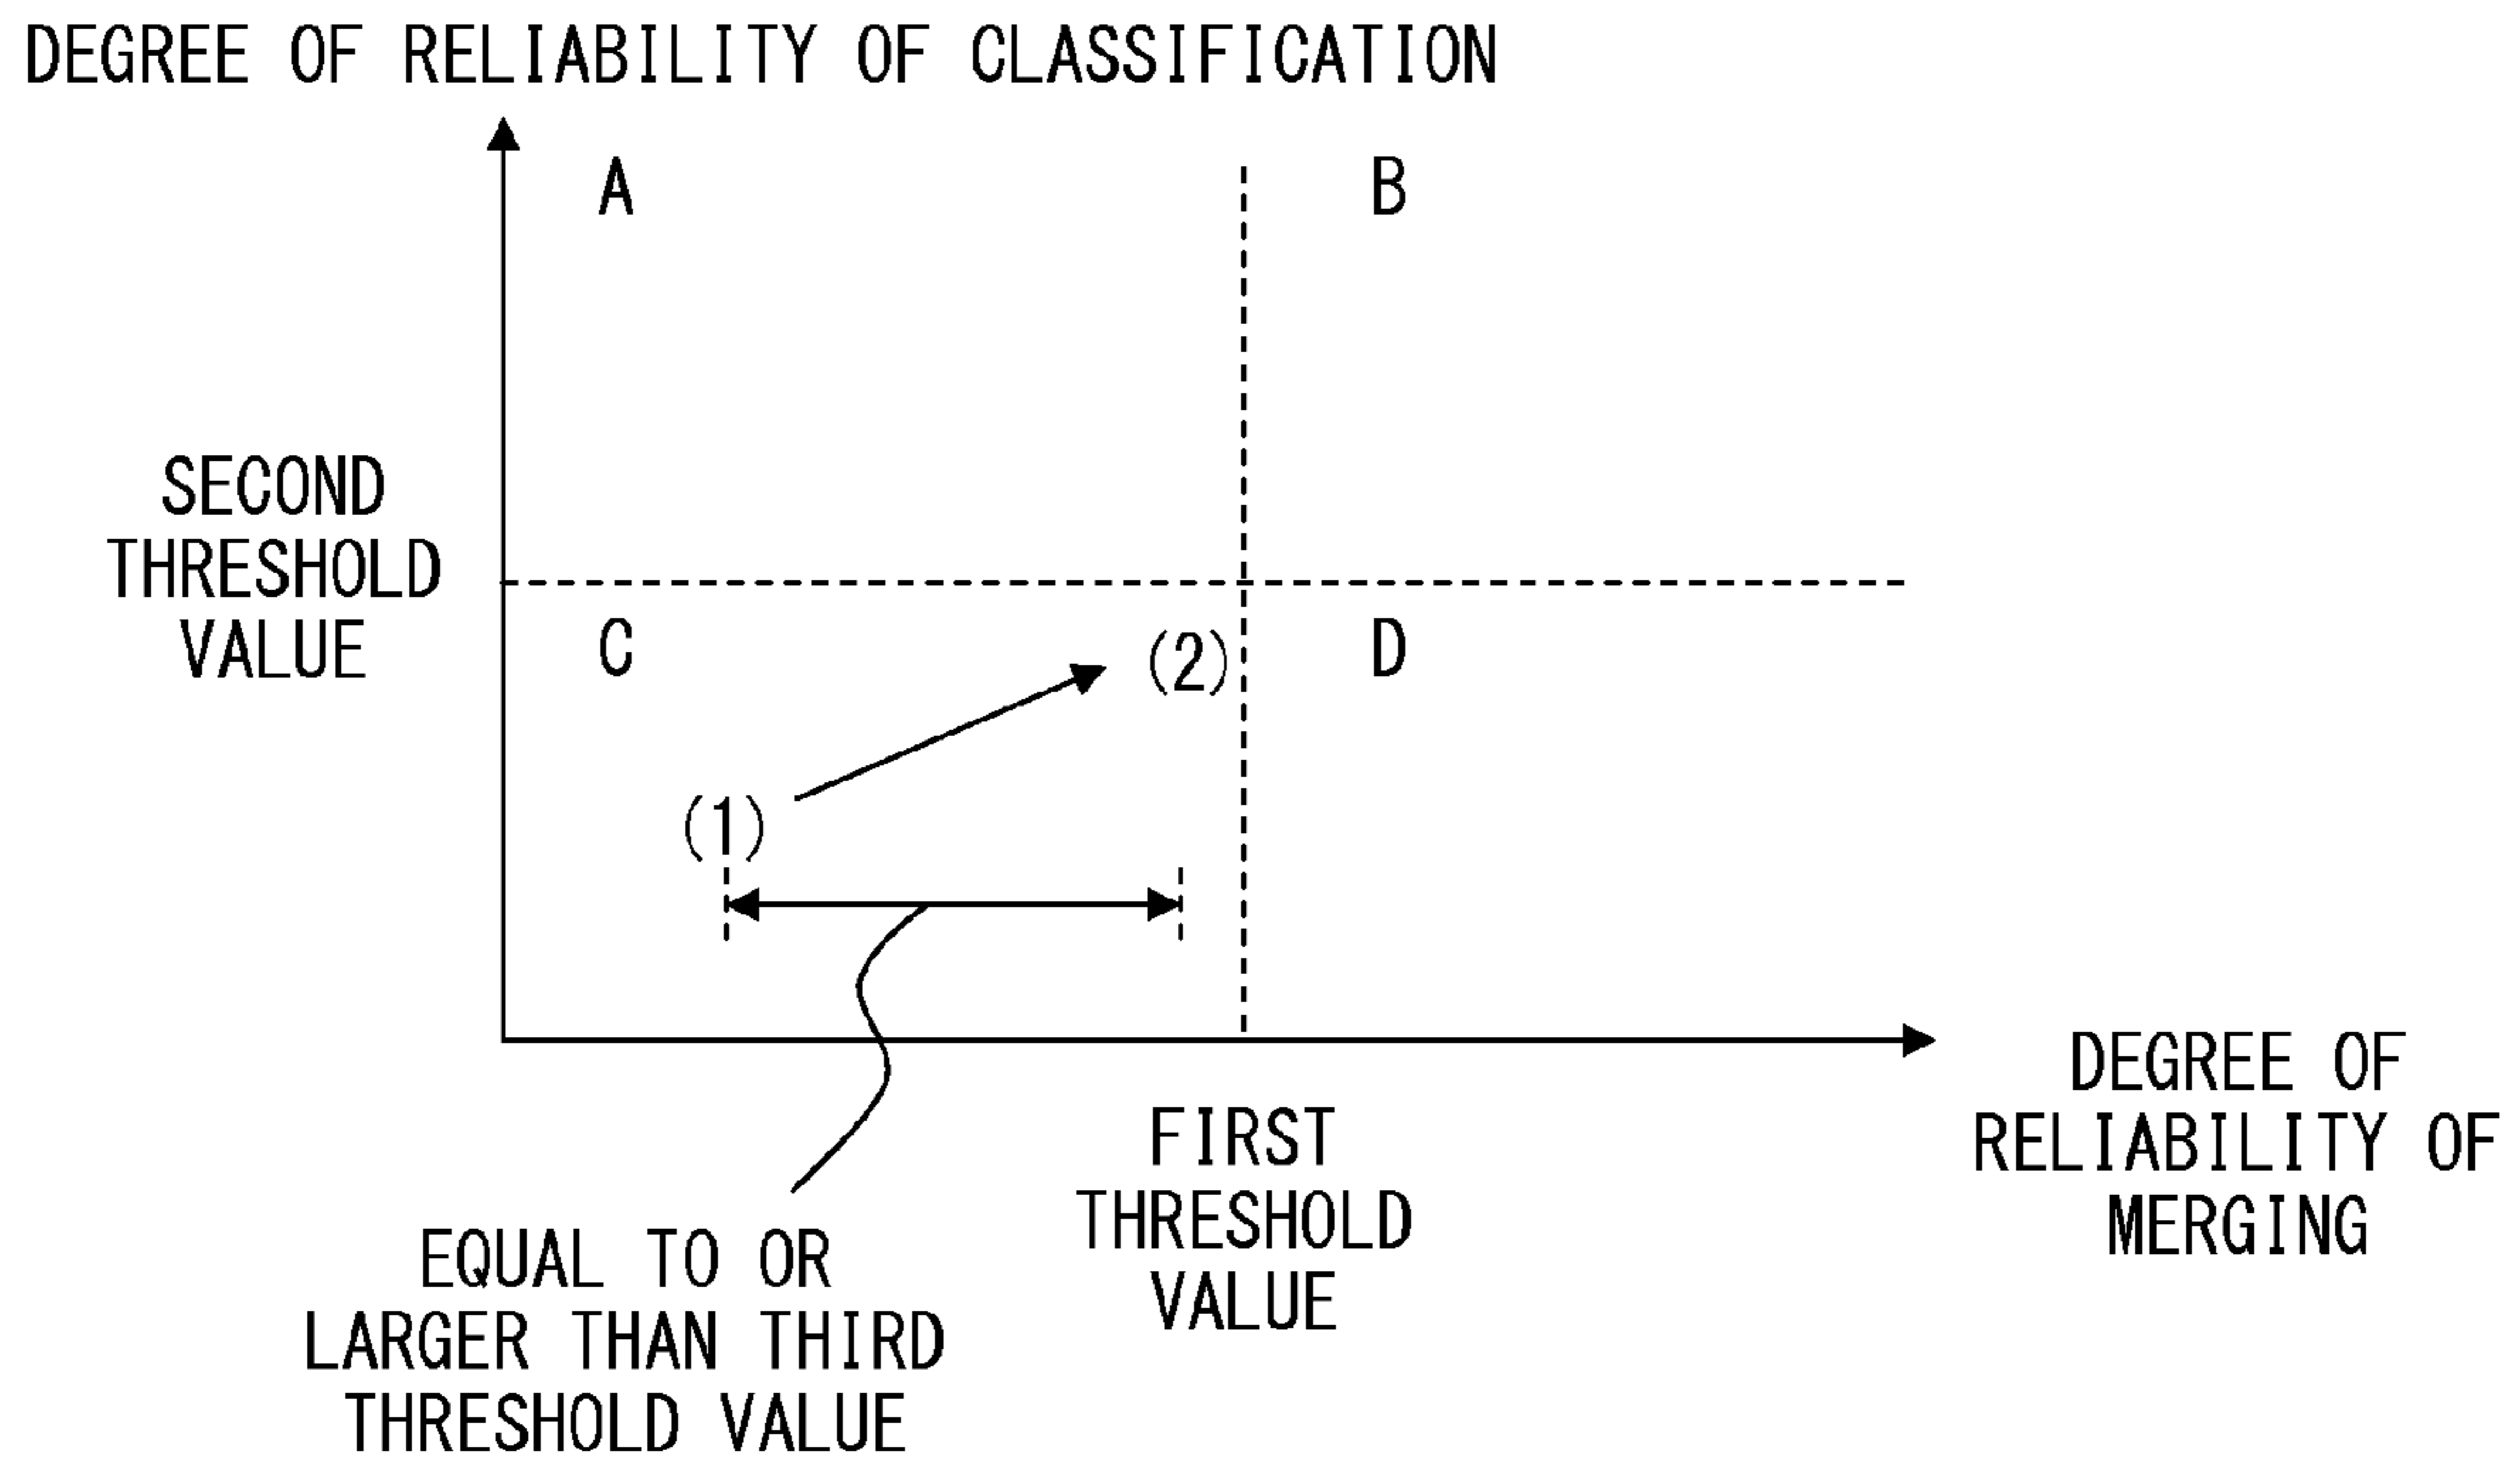 DEGREE OF RELIABILITY OF CLASSIFICATION
A
B
SECOND
THRESHOLD
VALUE
C
D
(2)
(1)
DEGREE OF
RELIABILITY OF
MERGING
FIRST
THRESHOLD
VALUE
EQUAL TO OR
LARGER THAN THIRD
THRESHOLD VALUE